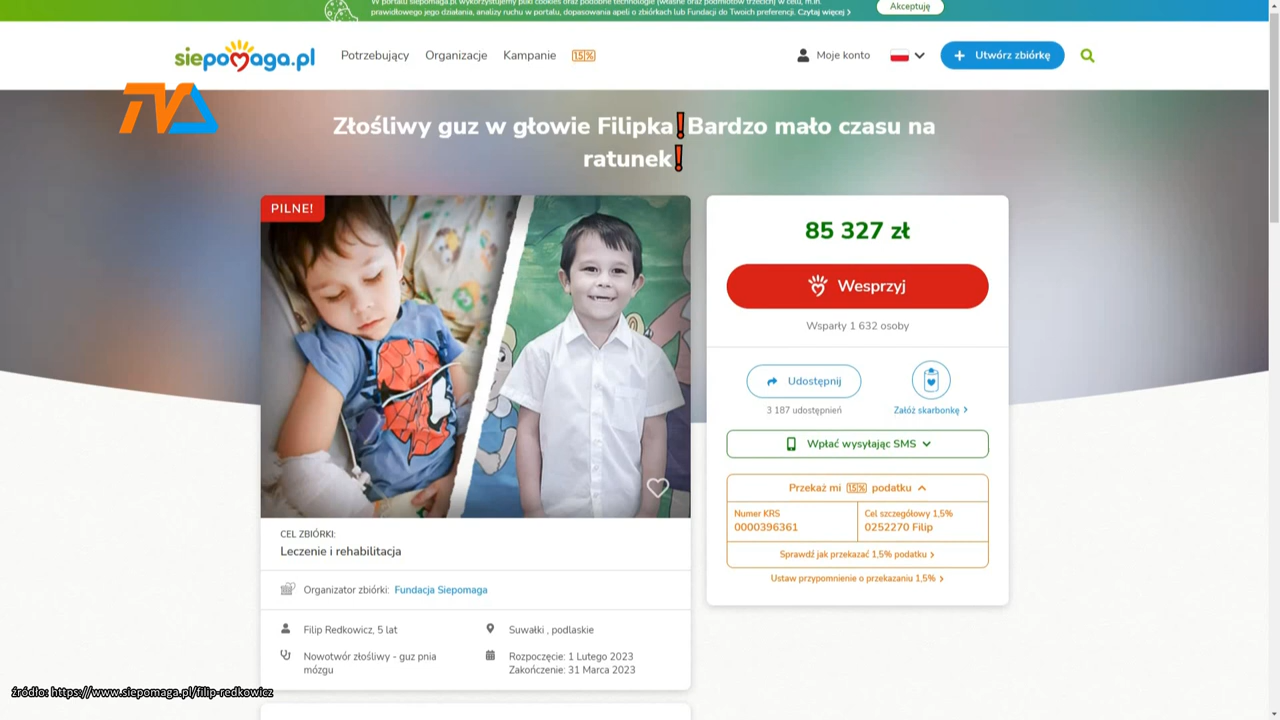 W portalu siepomaga.pl wykorzystujemy pliki cookies oraz podobne technologie (własne oraz podmiotów trzecich) w celu, m.in.
prawidłowego jego działania, analizy ruchu w portalu, dopasowania apeli o zbiórkach lub Fundacji do Twoich preferencji. Czytaj więcej
Akceptuję
siepomaga.pl
Potrzebujący
Organizacje
Kampanie
Moje konto
Utwórz zbiórkę
Złośliwy guz w głowie Filipka❗Bardzo mało czasu na
ratunek❗
PILNE!
85 327 zł
Wesprzyj
Wsparły 1 632 osoby
Udostępnij
3 187 udostępnień
Załóż skarbonkę
Wpłać wysyłając SMS
Przekaż mi 1,5% podatku
Numer KRS
0000396361
Cel szczegółowy 1,5%
0252270 Filip
Sprawdź jak przekazać 1,5% podatku
Ustaw przypomnienie o przekazaniu 1,5%
CEL ZBIÓRKI:
Leczenie i rehabilitacja
Organizator zbiórki: Fundacja Siepomaga
Filip Redkowicz, 5 lat
Suwałki , podlaskie
Nowotwór złośliwy - guz pnia
mózgu
Rozpoczęcie: 1 Lutego 2023
Zakończenie: 31 Marca 2023
źródło: https://www.siepomaga.pl/filip-redkowicz